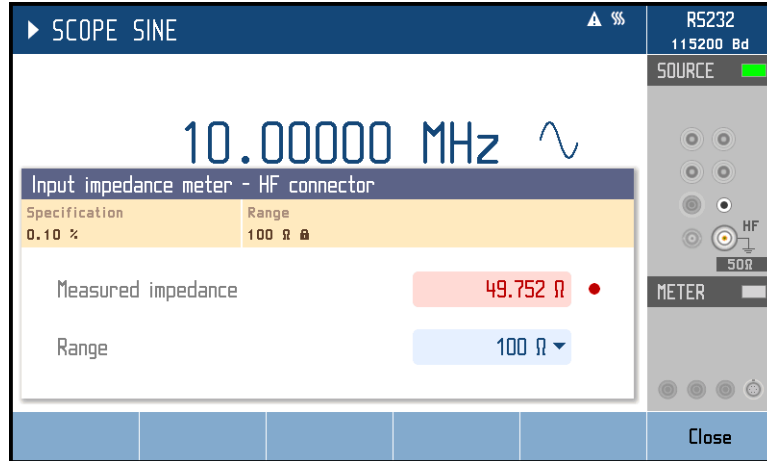 SCOPE SINE
RS232
115200 Bd
SOURCE
10.00000 MHz
Input impedance meter - HF connector
Specification
Range
0.10 %
100 Ω
HF
50Ω
Measured impedance
49.752 Ω
METER
Range
100 Ω
Close